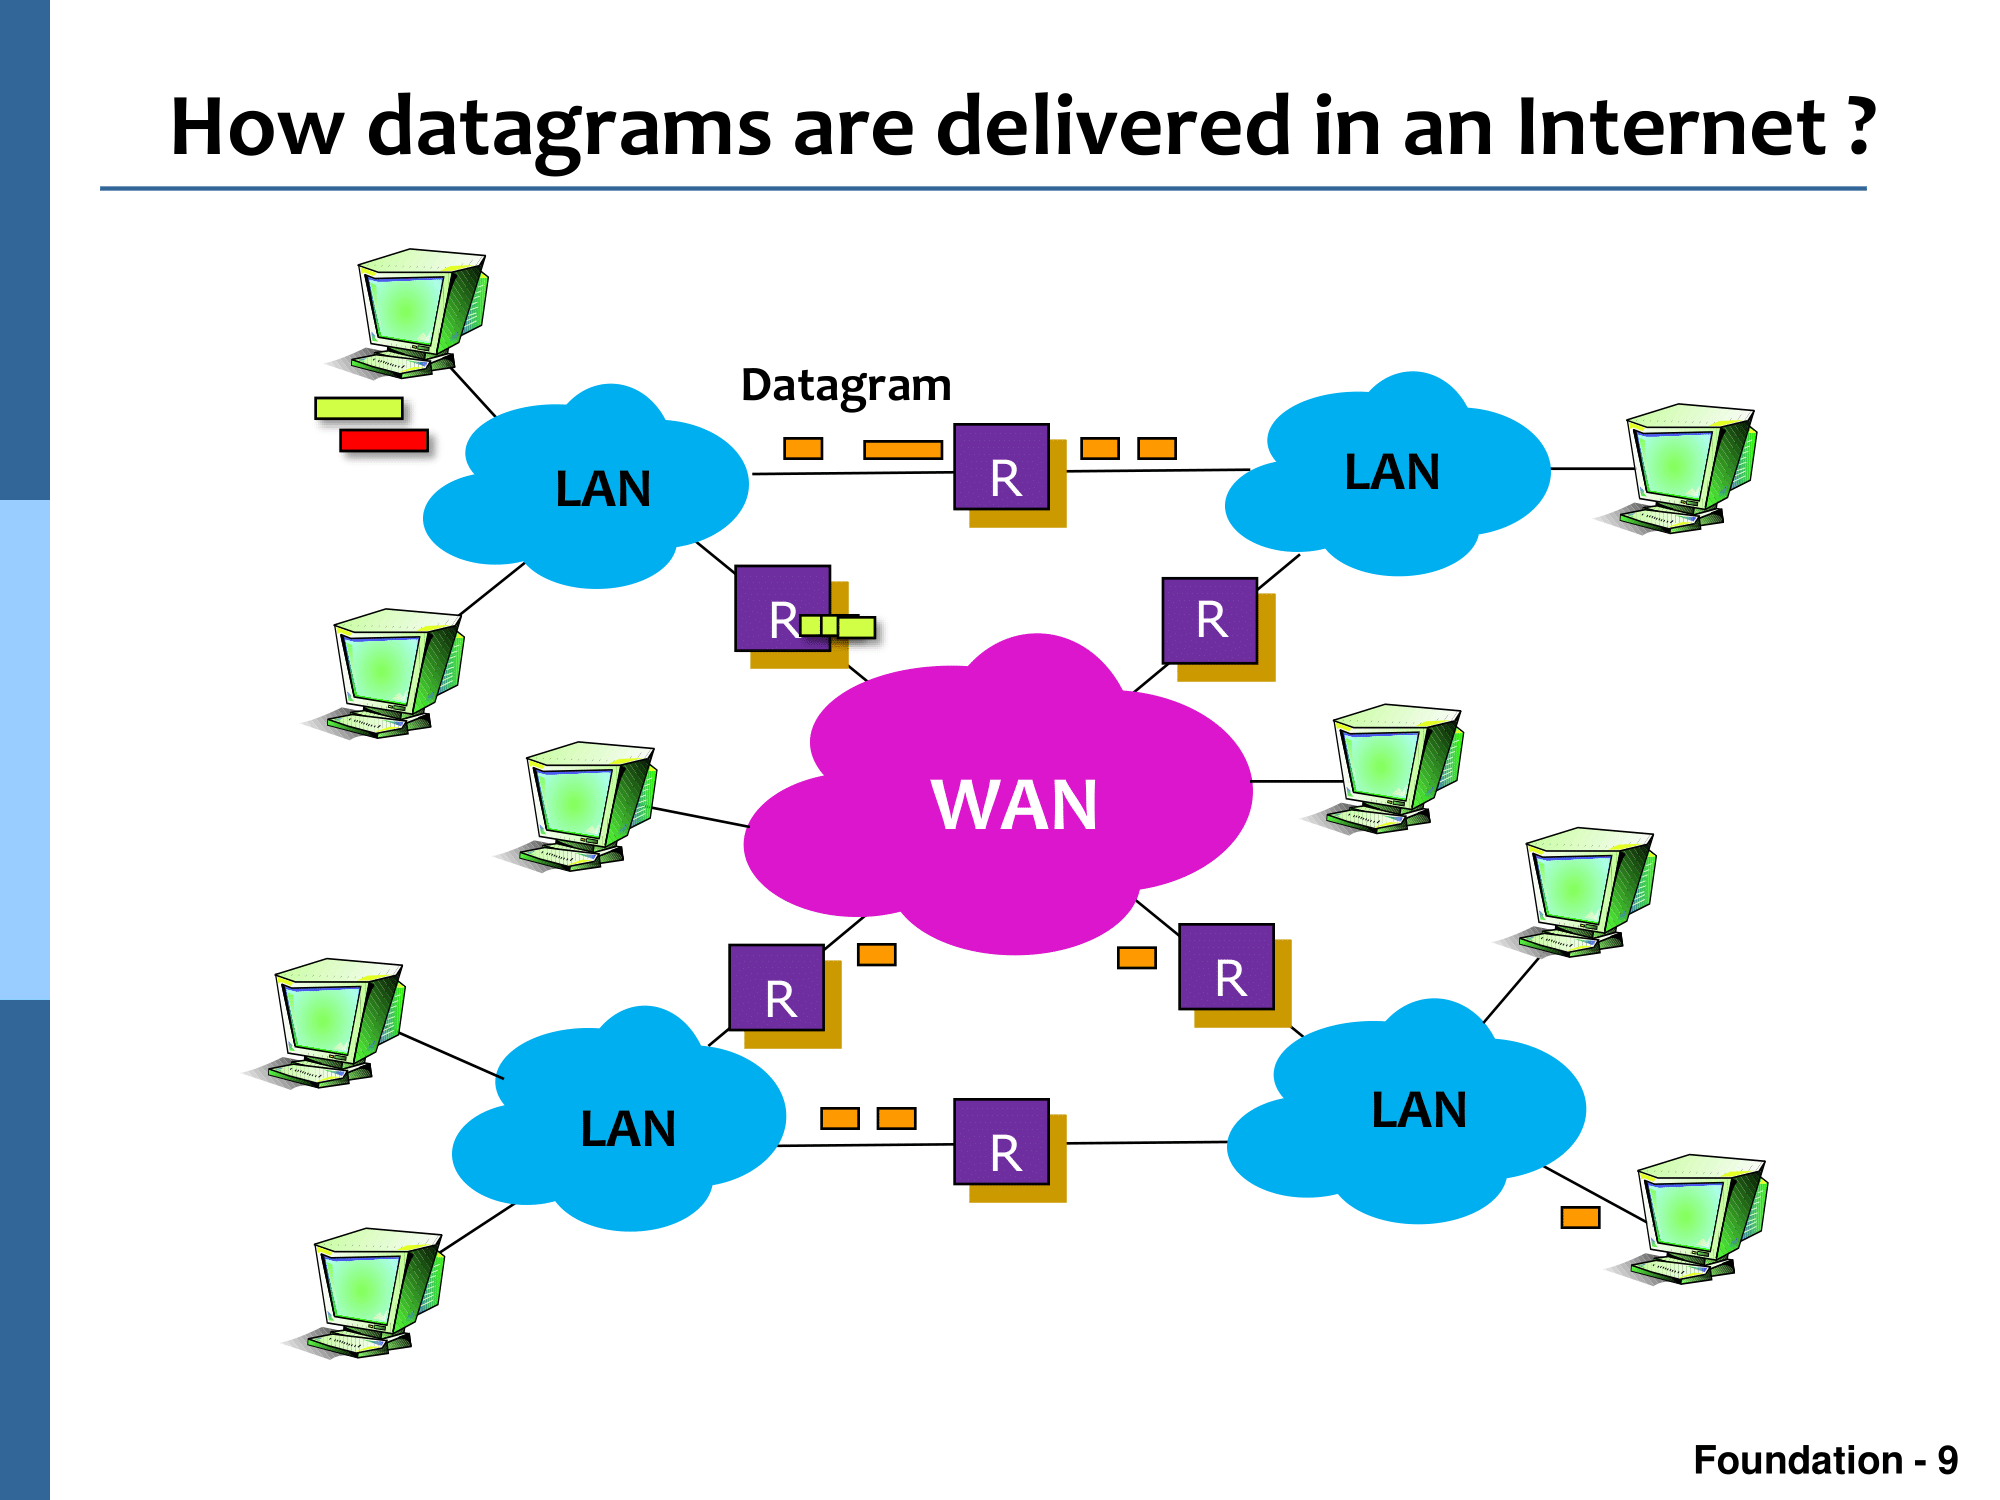 How datagrams are delivered in an Internet ?
Datagram
R
LAN
LAN
R
R
WAN
R
R
LAN
LAN
R
Foundation - 9